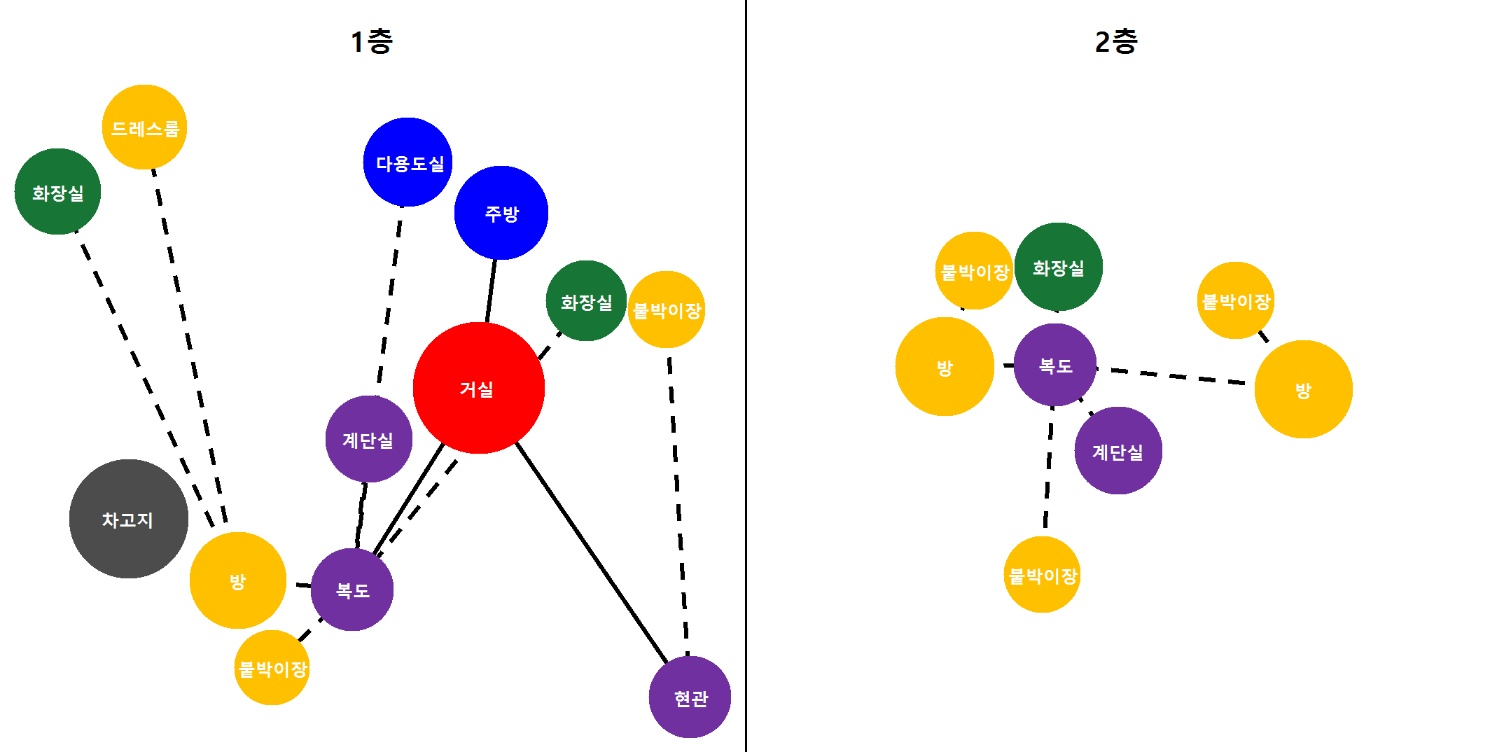 1층
드레스룸
화장실
다용도실
주방
화장실
붙박이장
거실
계단실
차고지
방
복도
붙박이장
현관
2층
붙박이장
화장실
붙박이장
방
복도
방
계단실
붙박이장